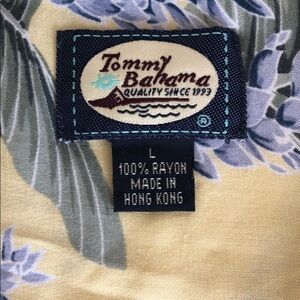 Tommy
Bahama
QUALITY SINCE 1993
®
L
100% RAYON
MADE IN
HONG KONG